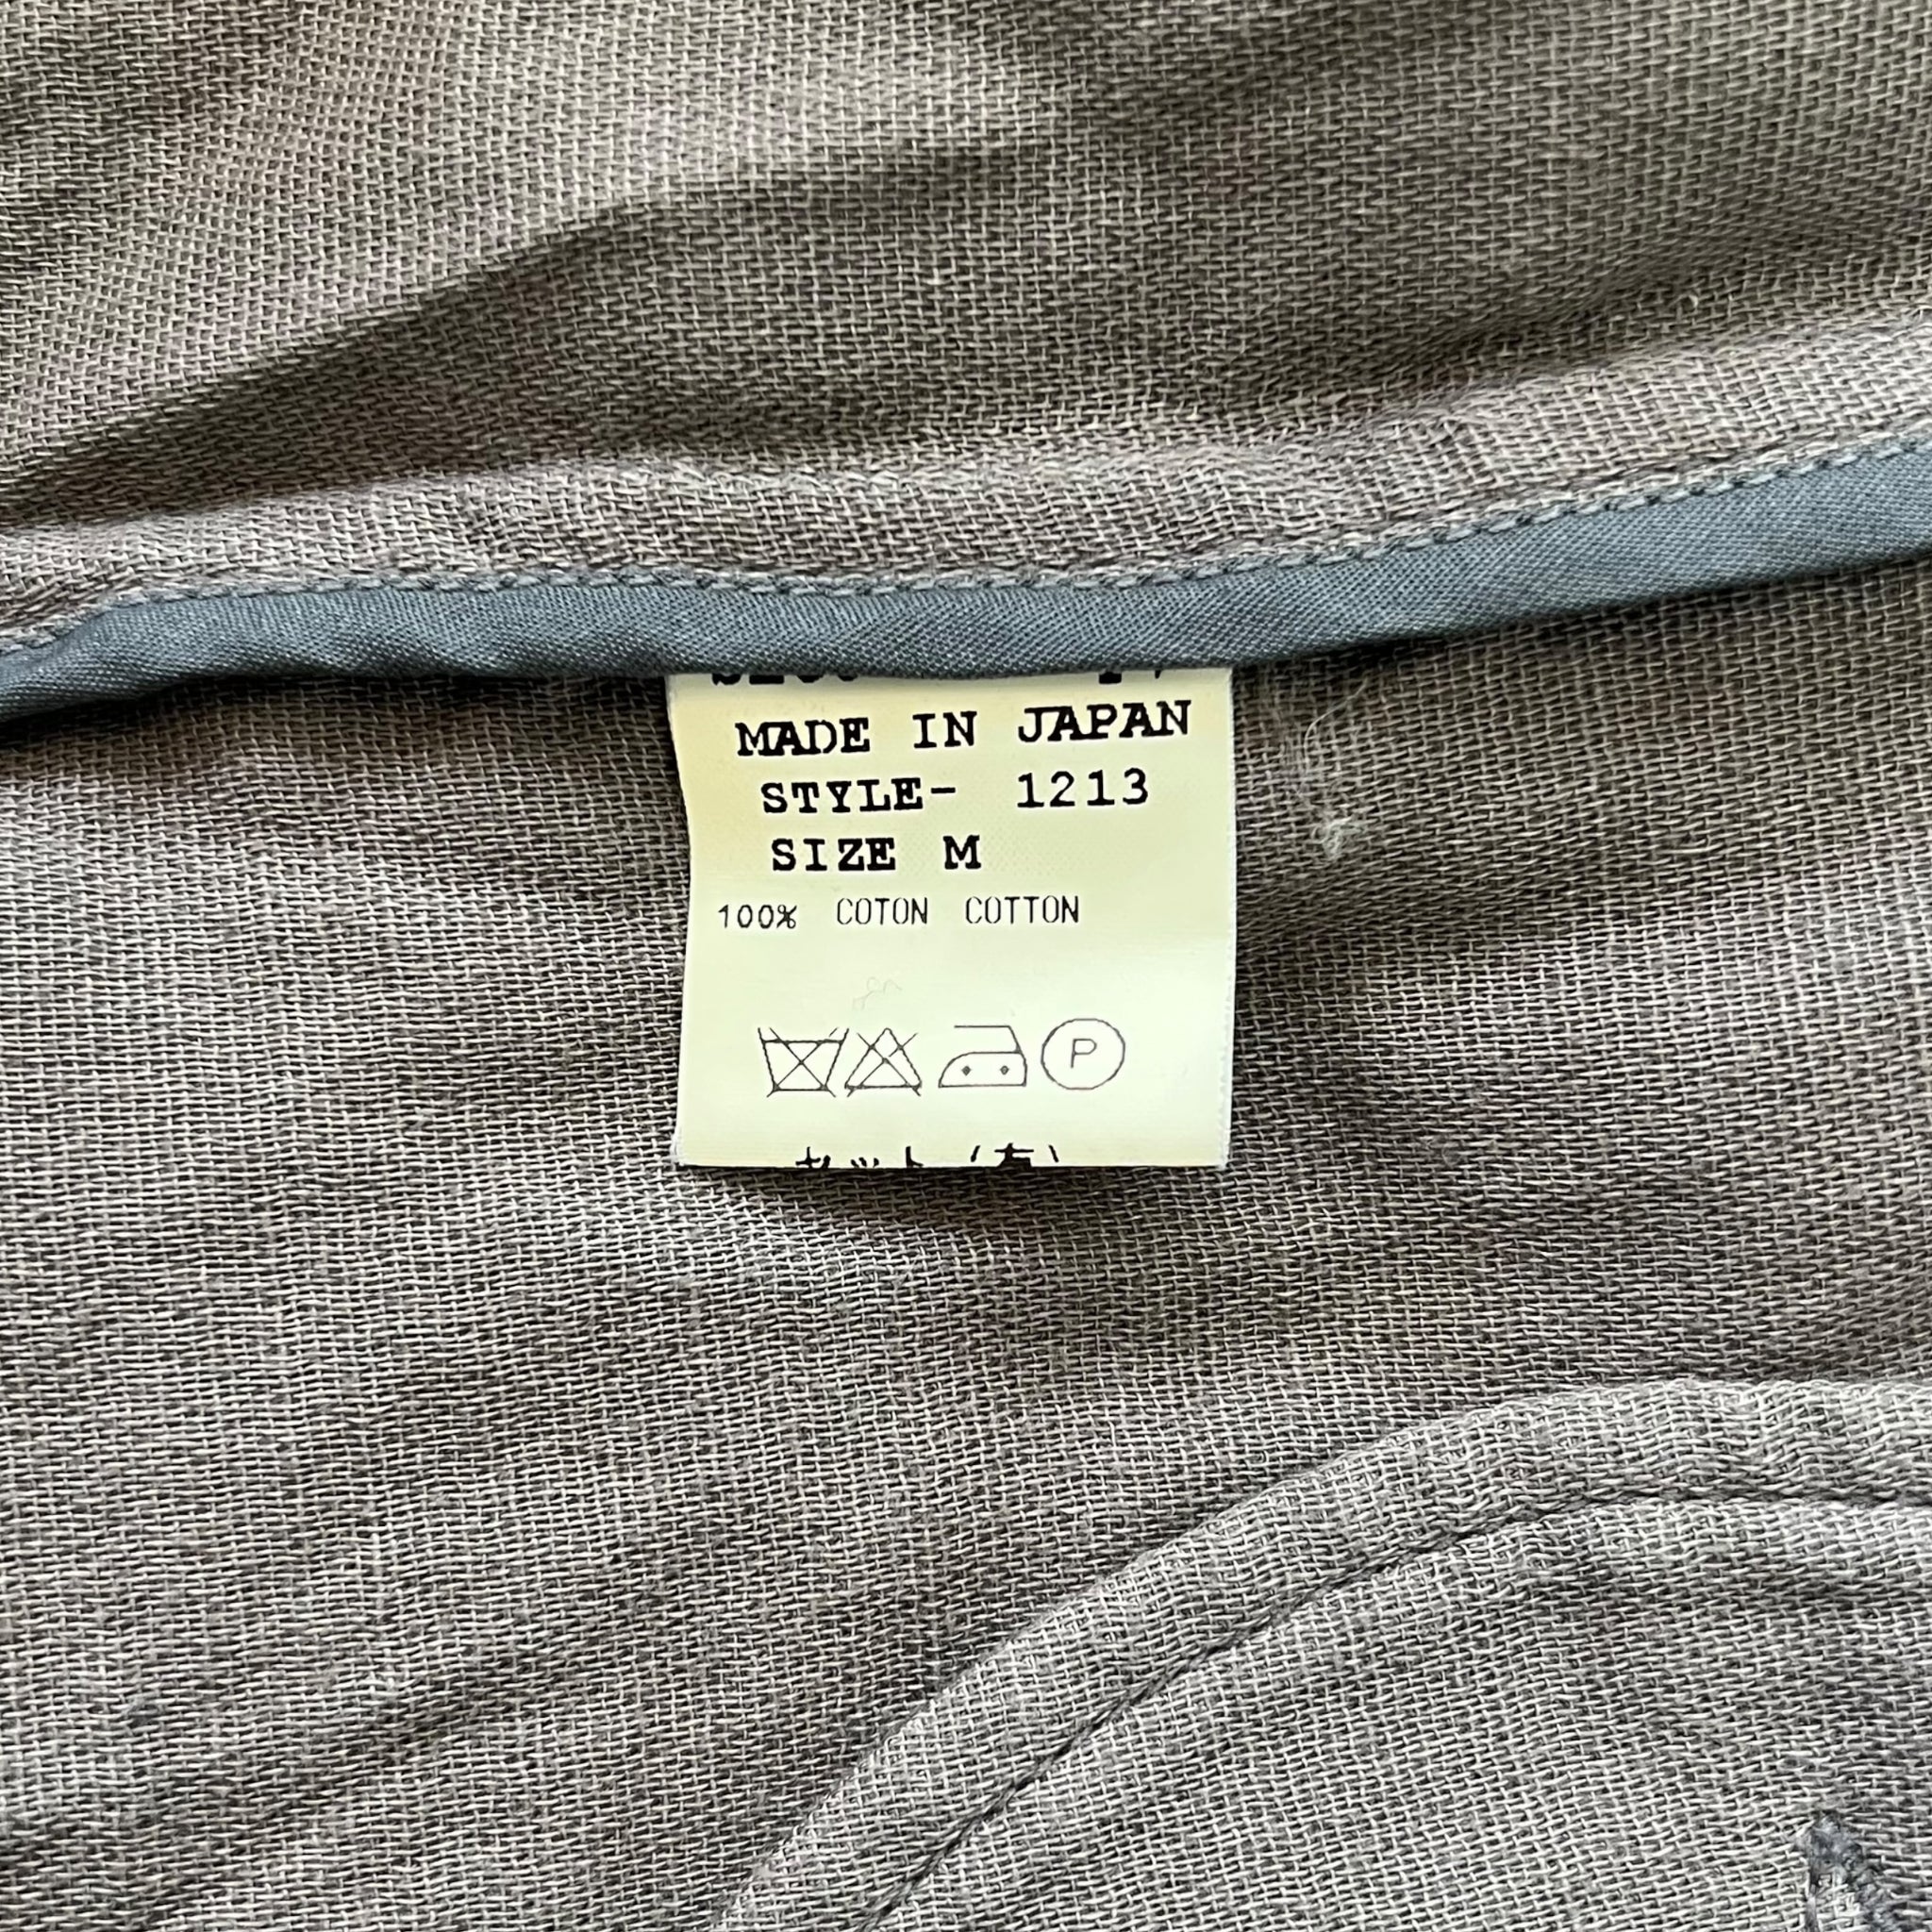 MADE IN JAPAN
STYLE- 1213
SIZE M
100% COTON COTTON
P